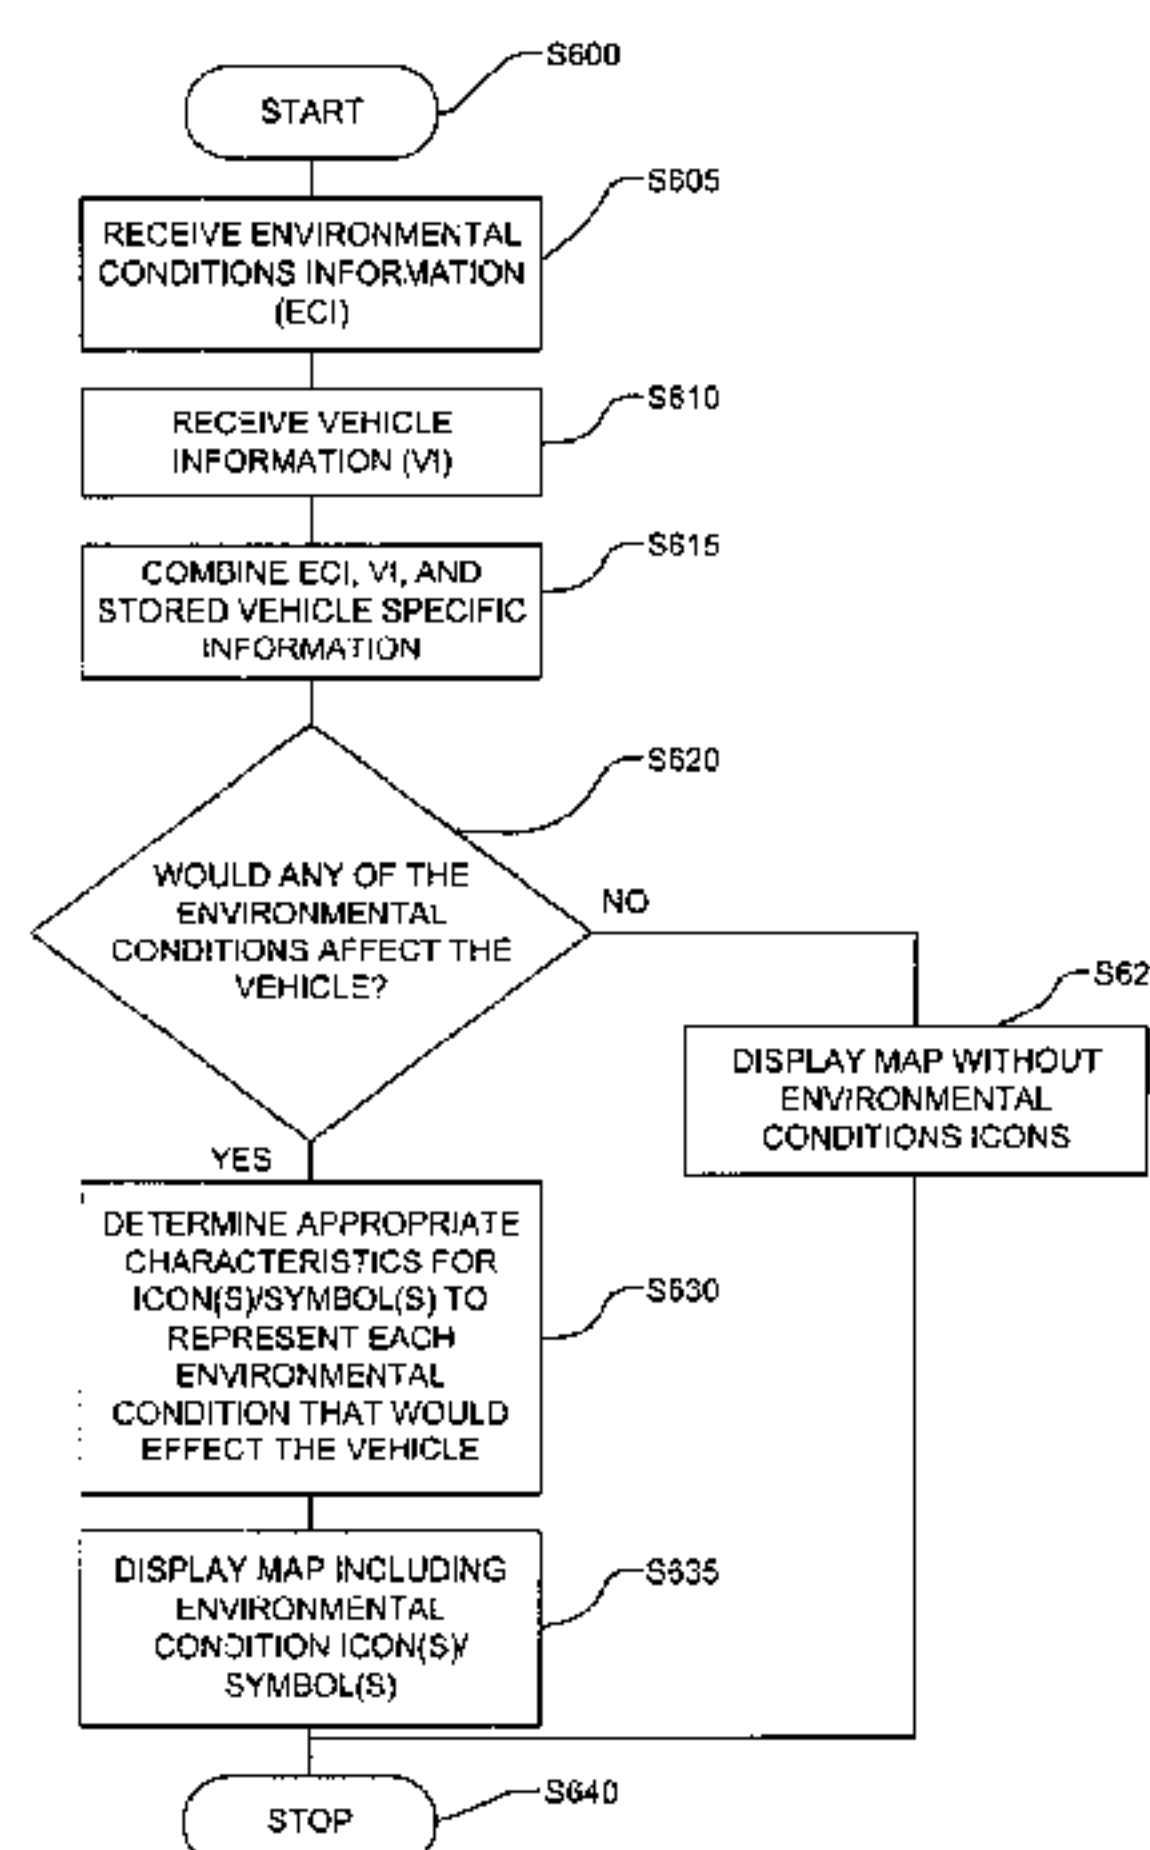 S600
START
S605
RECEIVE ENVIRONMENTAL
CONDITIONS INFORMATION
(ECI)
S610
RECEIVE VEHICLE
INFORMATION (VI)
S615
COMBINE ECI, VI, AND
STORED VEHICLE SPECIFIC
INFORMATION
S620
WOULD ANY OF THE
ENVIRONMENTAL
CONDITIONS AFFECT THE
VEHICLE?
NO
S62
DISPLAY MAP WITHOUT
ENVIRONMENTAL
CONDITIONS ICONS
YES
DETERMINE APPROPRIATE
CHARACTERISTICS FOR
ICON(S)/SYMBOL(S) TO
REPRESENT EACH
ENVIRONMENTAL
CONDITION THAT WOULD
EFFECT THE VEHICLE
S630
DISPLAY MAP INCLUDING
ENVIRONMENTAL
CONDITION ICON(S)/
SYMBOL(S)
S635
S640
STOP